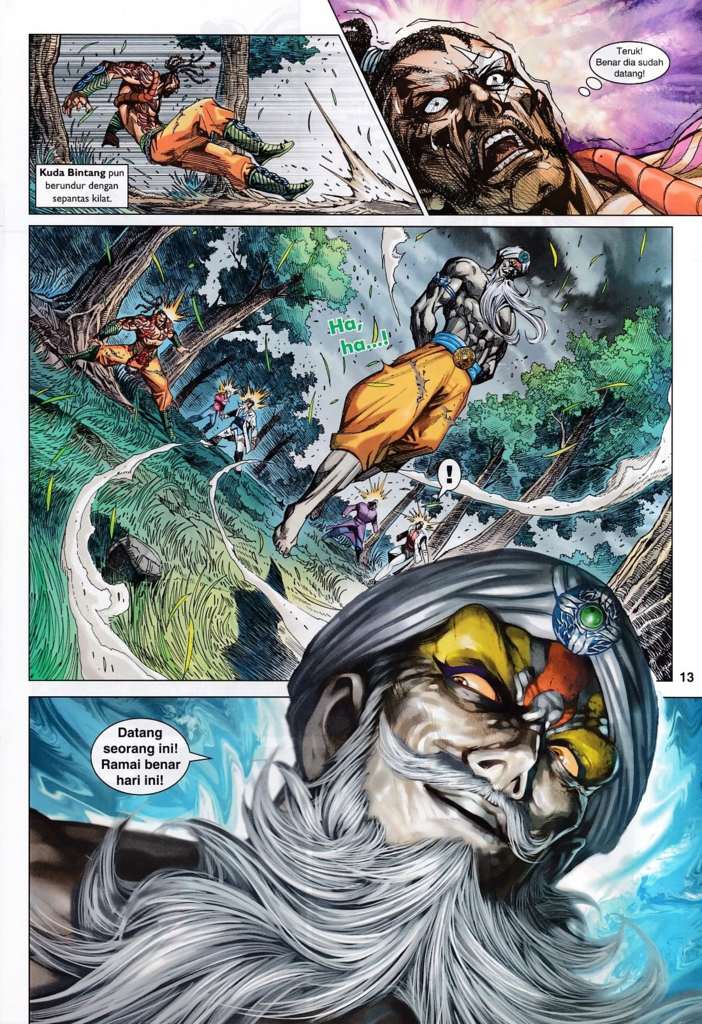 Kuda Bintang pun
berundur dengan
sepantas kilat.
Teruk!
Benar dia sudah
datang!
Ha,
ha...!
!
13
Datang
seorang ini!
Ramai benar
hari ini!